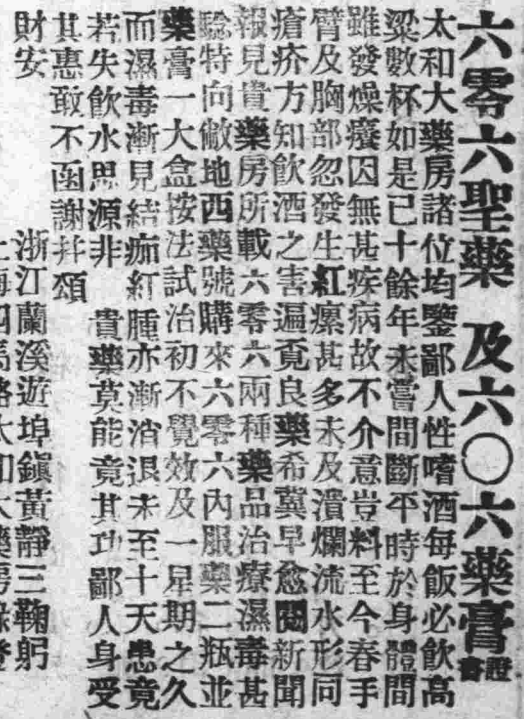 六零六聖藥 及六〇六藥膏證書
太和大藥房諸位均鑒鄙人性嗜酒每飯必飲高
粱數杯如是已十餘年未嘗間斷平時於身體間
雖發燥癢因無甚疾病故不介意豈料至今春手
臂及胸部忽發生紅瘰甚多未及潰爛流水形同
瘡疥方知飲酒之害遍覔良藥希冀早愈閱新聞
報見貴藥房所載六零六兩種藥品治療濕毒甚
騐特向敝地西藥號購來六零六內服藥二瓶並
藥膏一大盒按法試治初不覺效及一星期之久
而濕毒漸見結痂紅腫亦漸消退未至十天患竟
若失飲水思源非 貴藥莫能竟其功鄙人身受
其惠敢不函謝并頌
財安 浙江蘭溪遊埠鎮黃靜三鞠躬
上海四馬路太和大藥房